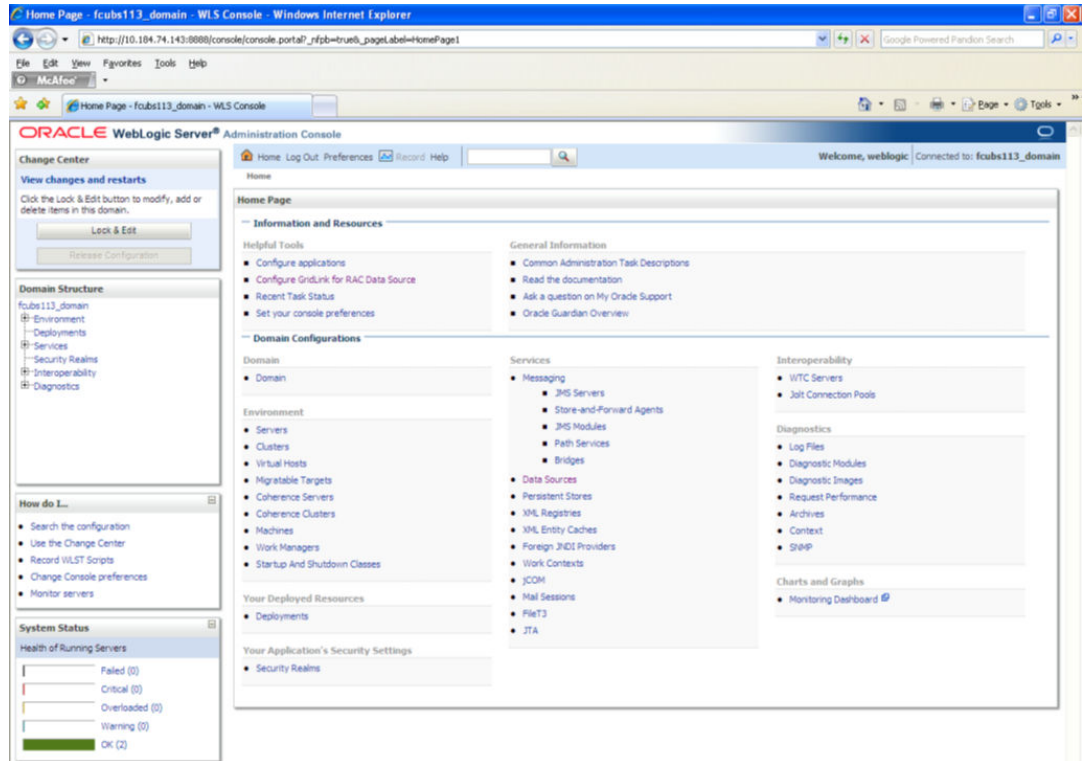 Home Page - fcubs113_domain - WLS Console - Windows Internet Explorer
http://10.184.74.143:8888/console/console.portal?_nfpb=true&_pageLabel=HomePage1
Google Powered Pandion Search
File Edit View Favorites Tools Help
McAfee
Home Page - fcubs113_domain - WLS Console
Page Tools
ORACLE WebLogic Server® Administration Console
Change Center
View changes and restarts
Click the Lock & Edit button to modify, add or
delete items in this domain.
Lock & Edit
Release Configuration
Domain Structure
fcubs113_domain
Environment
Deployments
Services
Security Realms
Interoperability
Diagnostics
How do I...
Search the configuration
Use the Change Center
Record WLST Scripts
Change Console preferences
Monitor servers
System Status
Health of Running Servers
Failed (0)
Critical (0)
Overloaded (0)
Warning (0)
OK (2)
Home Log Out Preferences Record Help
Welcome, weblogic Connected to: fcubs113_domain
Home
Home Page
Information and Resources
Helpful Tools
Configure applications
Configure GridLink for RAC Data Source
Recent Task Status
Set your console preferences
General Information
Common Administration Task Descriptions
Read the documentation
Ask a question on My Oracle Support
Oracle Guardian Overview
Domain Configurations
Domain
Domain
Environment
Servers
Clusters
Virtual Hosts
Migratable Targets
Coherence Servers
Coherence Clusters
Machines
Work Managers
Startup And Shutdown Classes
Your Deployed Resources
Deployments
Your Application's Security Settings
Security Realms
Services
Messaging
JMS Servers
Store-and-Forward Agents
JMS Modules
Path Services
Bridges
Data Sources
Persistent Stores
XML Registries
XML Entity Caches
Foreign JNDI Providers
Work Contexts
jCOM
Mail Sessions
FileT3
JTA
Interoperability
WTC Servers
Jolt Connection Pools
Diagnostics
Log Files
Diagnostic Modules
Diagnostic Images
Request Performance
Archives
Context
SNMP
Charts and Graphs
Monitoring Dashboard